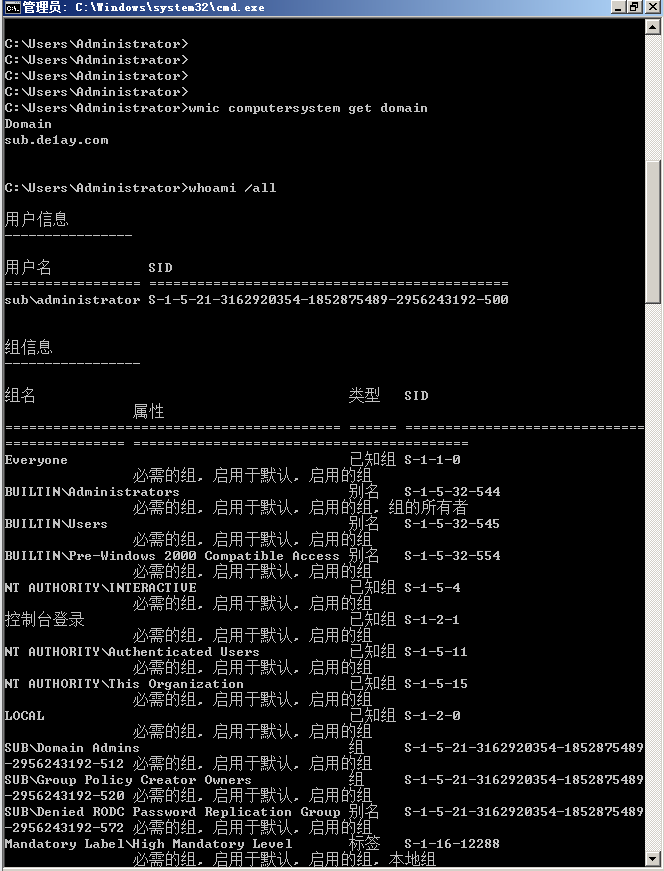 管理员: C:\Windows\system32\cmd.exe
C:\Users\Administrator>
C:\Users\Administrator>
C:\Users\Administrator>
C:\Users\Administrator>
C:\Users\Administrator>wmic computersystem get domain
Domain
sub.de1ay.com
C:\Users\Administrator>whoami /all
用户信息
----------------
用户名 SID
================= =============================================
sub\administrator S-1-5-21-3162920354-1852875489-2956243192-500
组信息
-----------------
组名 类型 SID
属性
========================================== ====== ==============================
=============== ==========================================
Everyone 已知组 S-1-1-0
必需的组, 启用于默认, 启用的组
BUILTIN\Administrators 别名 S-1-5-32-544
必需的组, 启用于默认, 启用的组, 组的所有者
BUILTIN\Users 别名 S-1-5-32-545
必需的组, 启用于默认, 启用的组
BUILTIN\Pre-Windows 2000 Compatible Access 别名 S-1-5-32-554
必需的组, 启用于默认, 启用的组
NT AUTHORITY\INTERACTIVE 已知组 S-1-5-4
必需的组, 启用于默认, 启用的组
控制台登录 已知组 S-1-2-1
必需的组, 启用于默认, 启用的组
NT AUTHORITY\Authenticated Users 已知组 S-1-5-11
必需的组, 启用于默认, 启用的组
NT AUTHORITY\This Organization 已知组 S-1-5-15
必需的组, 启用于默认, 启用的组
LOCAL 已知组 S-1-2-0
必需的组, 启用于默认, 启用的组
SUB\Domain Admins 组 S-1-5-21-3162920354-1852875489
-2956243192-512 必需的组, 启用于默认, 启用的组
SUB\Group Policy Creator Owners 组 S-1-5-21-3162920354-1852875489
-2956243192-520 必需的组, 启用于默认, 启用的组
SUB\Denied RODC Password Replication Group 别名 S-1-5-21-3162920354-1852875489
-2956243192-572 必需的组, 启用于默认, 启用的组
Mandatory Label\High Mandatory Level 标签 S-1-16-12288
必需的组, 启用于默认, 启用的组, 本地组